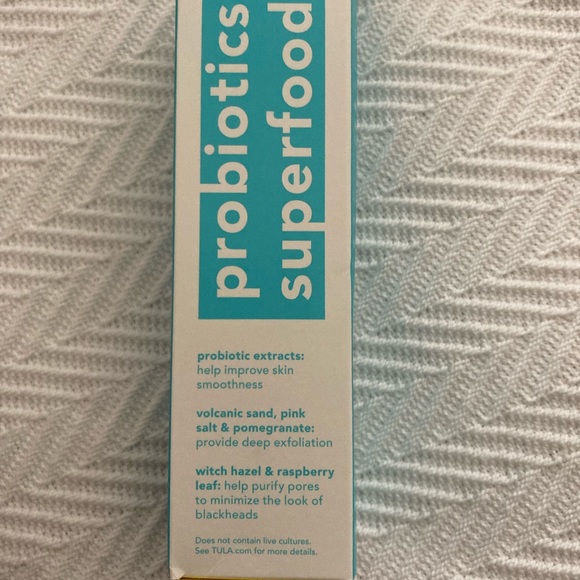 probiotics
superfood
probiotic extracts:
help improve skin
smoothness
volcanic sand, pink
salt & pomegranate:
provide deep exfoliation
witch hazel & raspberry
leaf: help purify pores
to minimize the look of
blackheads
Does not contain live cultures.
See TULA.com for more details.